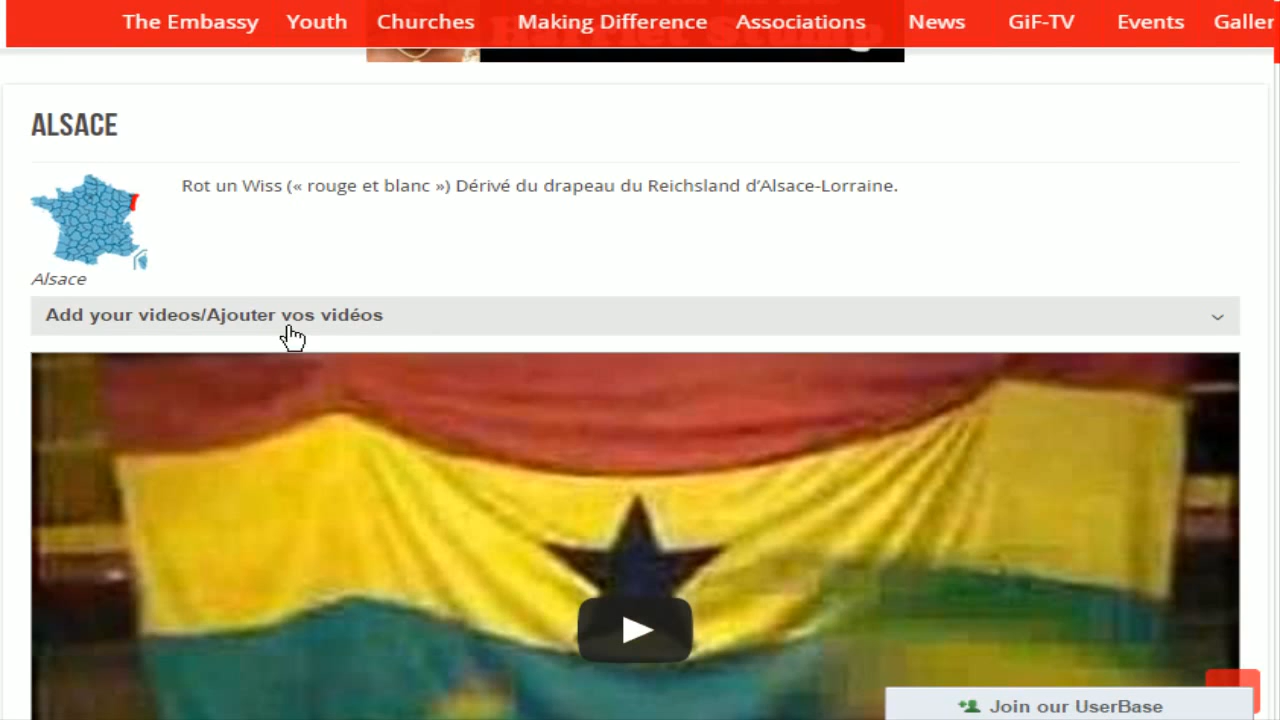 The Embassy Youth Churches Making Difference Associations News GiF-TV Events Galler
ALSACE
Rot un Wiss (« rouge et blanc ») Dérivé du drapeau du Reichsland d’Alsace-Lorraine.
Alsace
Add your videos/Ajouter vos vidéos
Join our UserBase